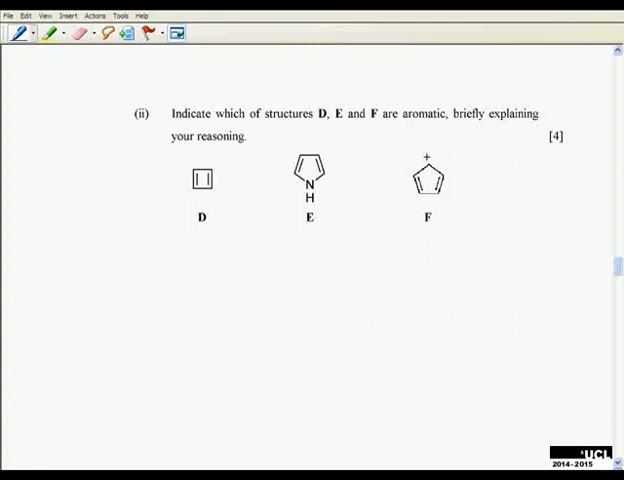 File Edit View Insert Actions Tools Help
(ii) Indicate which of structures D, E and F are aromatic, briefly explaining
your reasoning. [4]
+
N
H
D E F
UCL
2014-2015